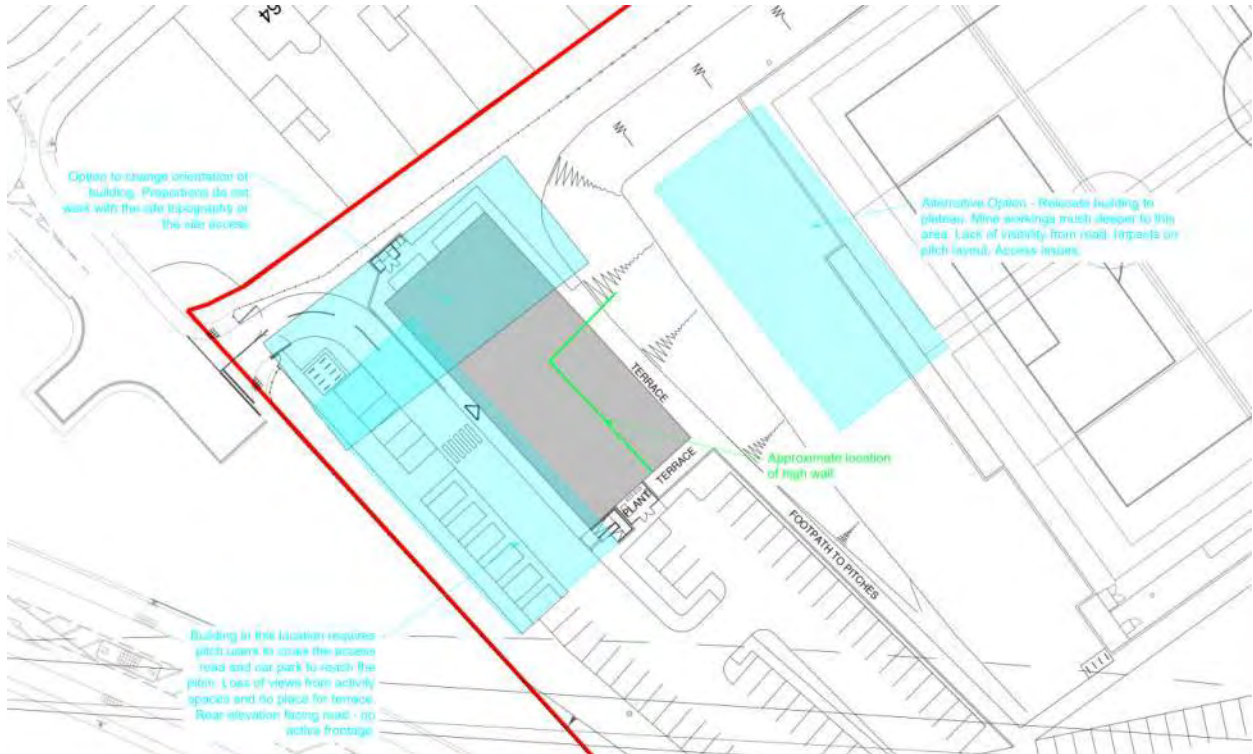 64
Option to change orientation of
building. Proportions do not
work with the site topography or
the site access
Alternative Option - Relocate building to
plateau. Mine workings much deeper to this
area. Lack of visibility from road. Impacts on
pitch layout. Access issues.
TERRACE
TERRACE
PLANT
Approximate location
of high wall
FOOTPATH TO PITCHES
Building in this location requires
pitch users to cross the access
road and car park to reach the
pitch. Loss of views from activity
spaces and no place for terrace.
Rear elevation facing road - no
active frontage